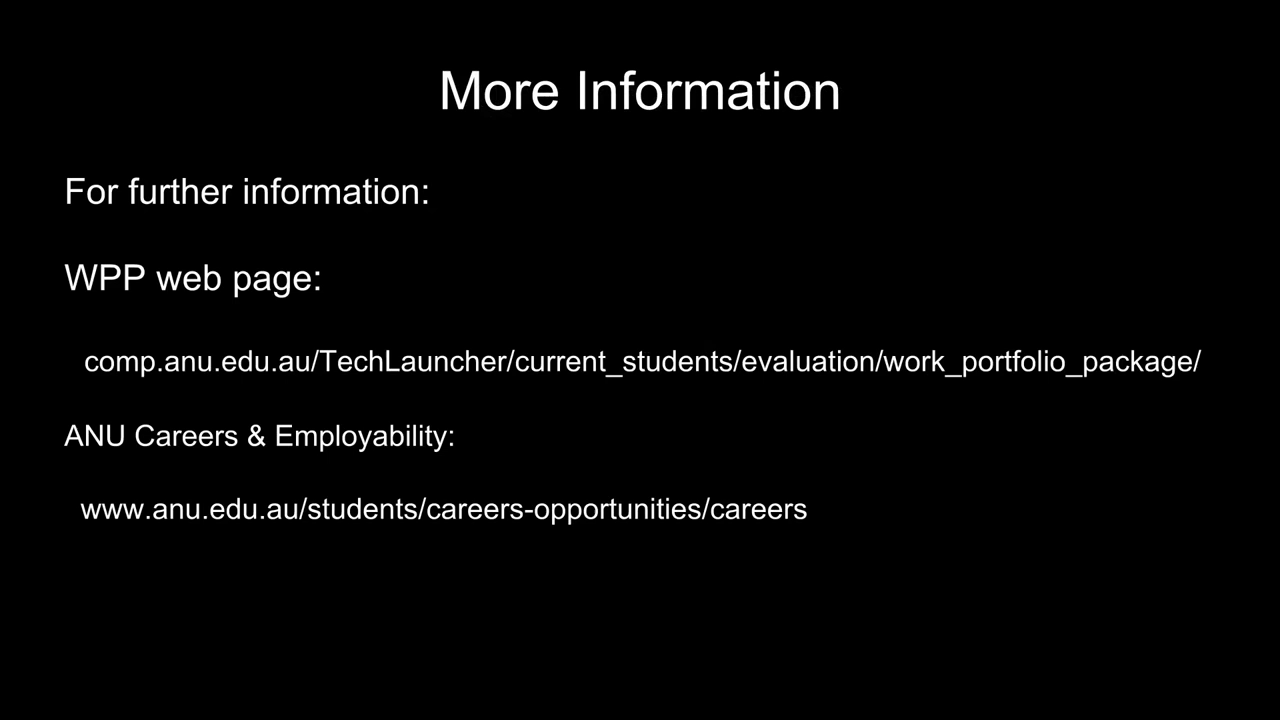 More Information
For further information:
WPP web page:
comp.anu.edu.au/TechLauncher/current_students/evaluation/work_portfolio_package/
ANU Careers & Employability:
www.anu.edu.au/students/careers-opportunities/careers